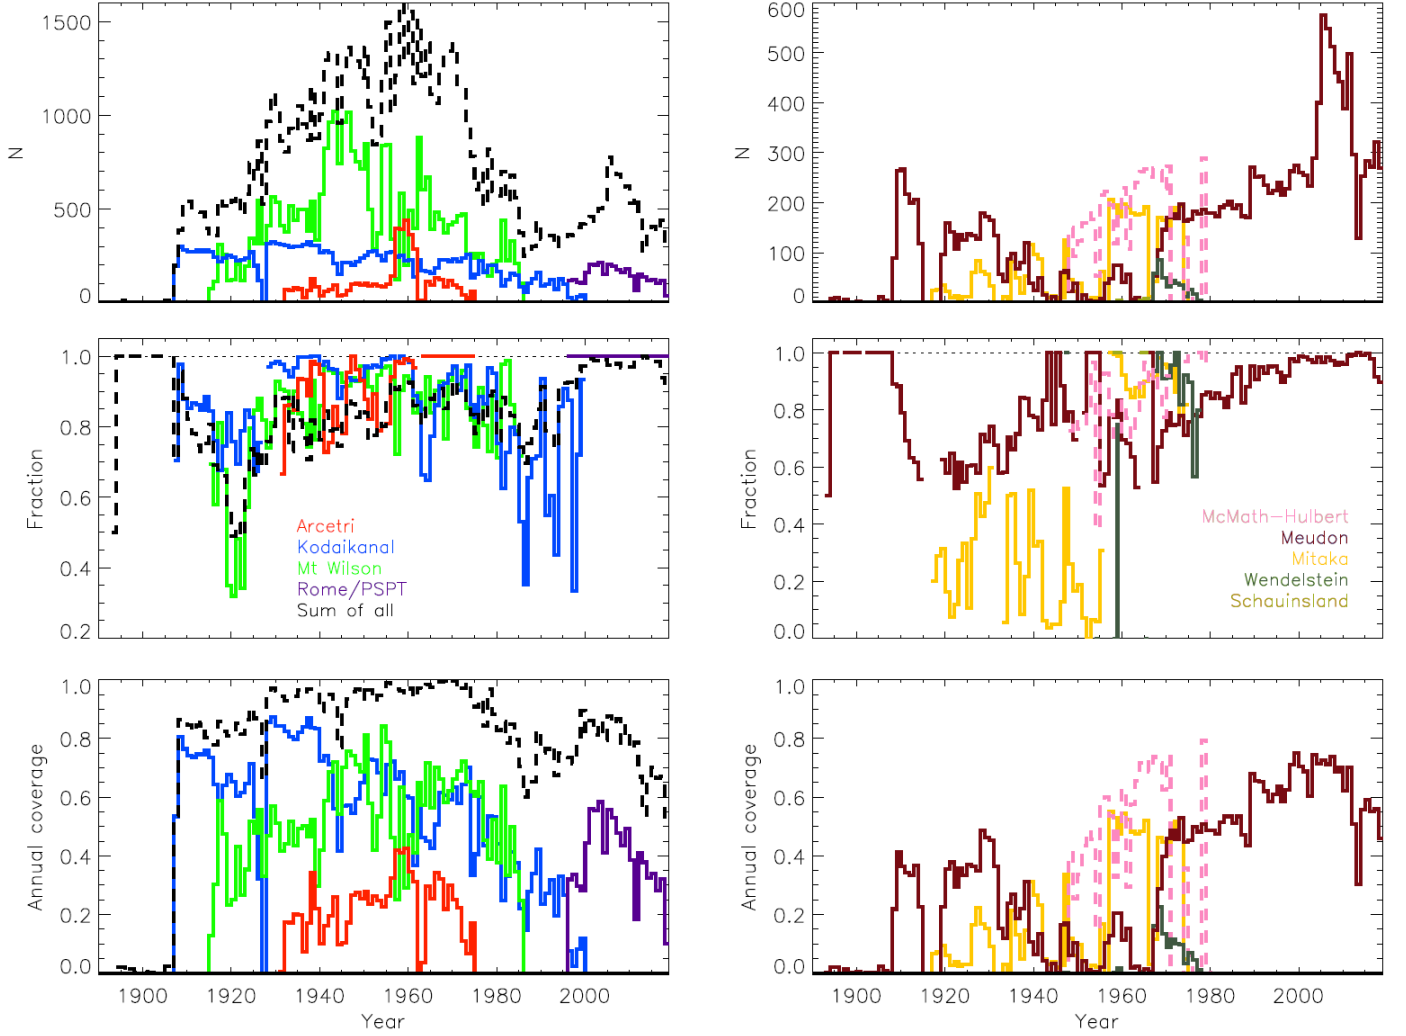 1500
1000
500
0
N
600
500
400
300
200
100
0
N
1.0
0.8
0.6
0.4
0.2
Fraction
Arcetri
Kodaikanal
Mt Wilson
Rome/PSPT
Sum of all
1.0
0.8
0.6
0.4
0.2
0.0
Fraction
McMath-Hulbert
Meudon
Mitaka
Wendelstein
Schauinsland
1.0
0.8
0.6
0.4
0.2
0.0
Annual coverage
1900 1920 1940 1960 1980 2000
Year
1.0
0.8
0.6
0.4
0.2
0.0
Annual coverage
1900 1920 1940 1960 1980 2000
Year